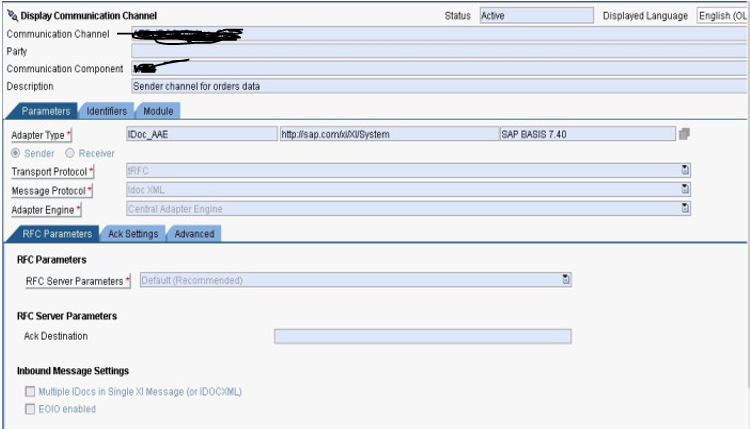 Display Communication Channel Status Active Displayed Language English (OL
Communication Channel
Party
Communication Component
Description Sender channel for orders data
Parameters Identifiers Module
Adapter Type * IDoc_AAE http://sap.com/xi/XI/System SAP BASIS 7.40
Sender Receiver
Transport Protocol * tRFC
Message Protocol * Idoc XML
Adapter Engine * Central Adapter Engine
RFC Parameters Ack Settings Advanced
RFC Parameters
RFC Server Parameters * Default (Recommended)
RFC Server Parameters
Ack Destination
Inbound Message Settings
Multiple IDocs in Single XI Message (or IDOCXML)
EOIO enabled